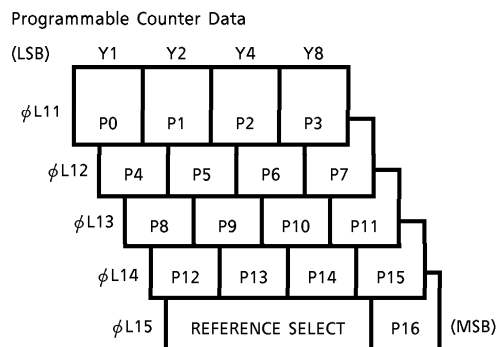 Programmable Counter Data
(LSB) Y1 Y2 Y4 Y8
ϕL11 P0 P1 P2 P3
ϕL12 P4 P5 P6 P7
ϕL13 P8 P9 P10 P11
ϕL14 P12 P13 P14 P15
ϕL15 REFERENCE SELECT P16 (MSB)